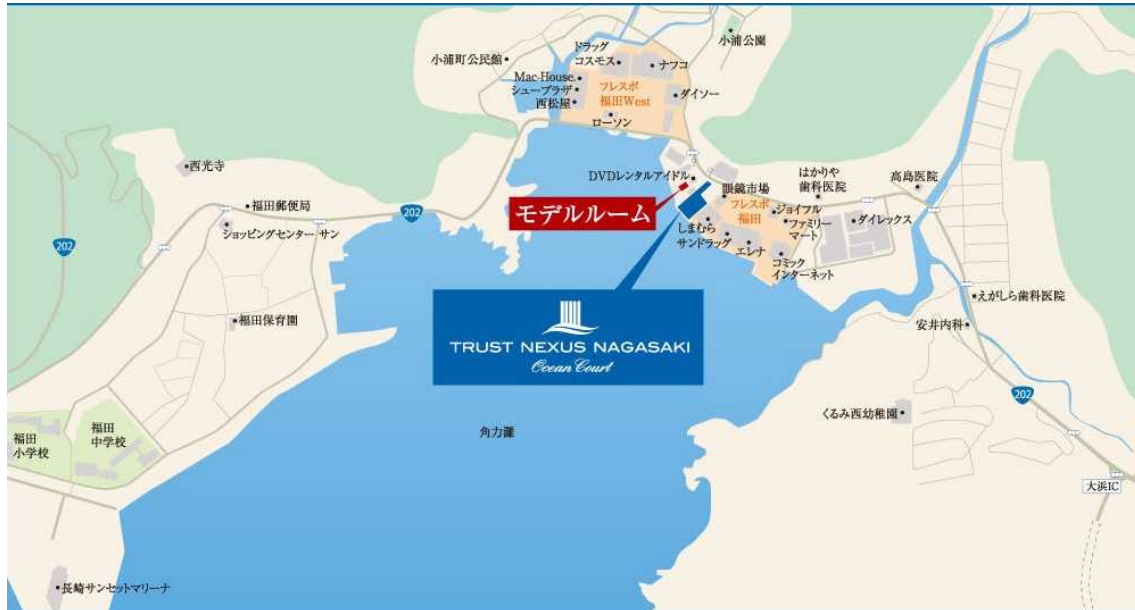 小浦公園
小浦町公民館
ドラッグ
コスモス
ナフコ
Mac-House
シュープラザ
西松屋
フレスポ
福田West
ダイソー
ローソン
西光寺
DVDレンタルアイドル
眼鏡市場
はかりや
歯科医院
髙島医院
福田郵便局
202
モデルルーム
フレスポ
福田
ジョイフル
ファミリー
マート
ダイレックス
ショッピングセンター サン
202
しまむら
サンドラッグ
エレナ
コミック
インターネット
えがしら歯科医院
福田保育園
安井内科
TRUST NEXUS NAGASAKI
Ocean Court
202
くるみ西幼稚園
福田
小学校
福田
中学校
角力灘
大浜IC
長崎サンセットマリーナ